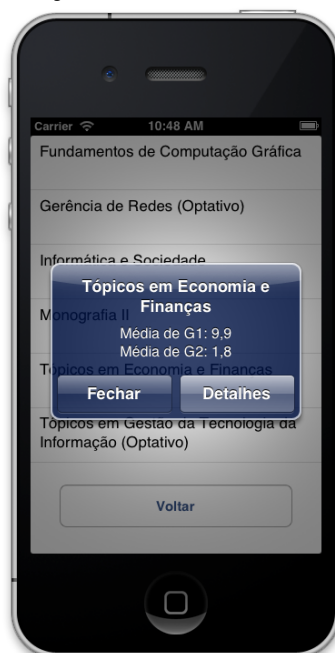 Carrier 10:48 AM
Fundamentos de Computação Gráfica
Gerência de Redes (Optativo)
Informática e Sociedade
Tópicos em Economia e
Finanças
Monografia II
Média de G1: 9,9
Média de G2: 1,8
Tópicos em Economia e Finanças
Fechar Detalhes
Tópicos em Gestão da Tecnologia da
Informação (Optativo)
Voltar